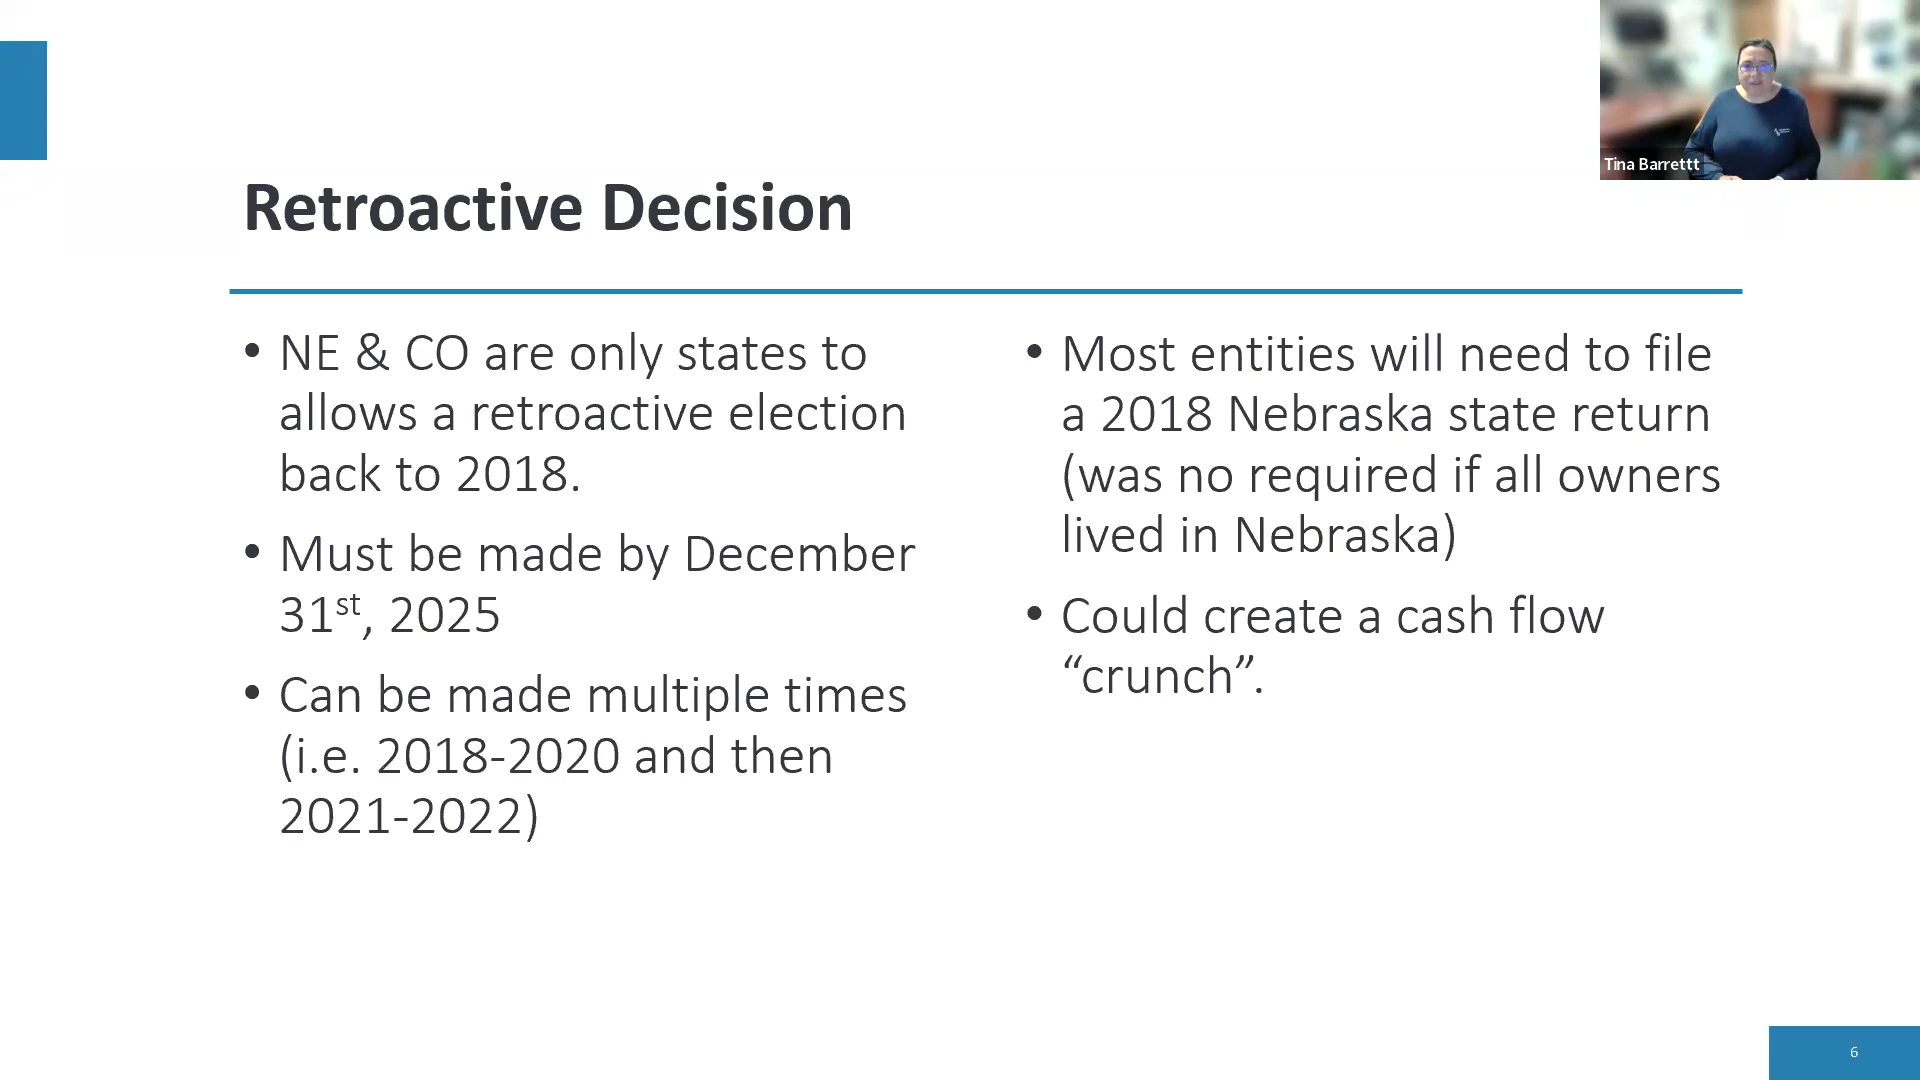 Tina Barrettt
Retroactive Decision
• NE & CO are only states to
allows a retroactive election
back to 2018.
• Must be made by December
31st, 2025
• Can be made multiple times
(i.e. 2018-2020 and then
2021-2022)
• Most entities will need to file
a 2018 Nebraska state return
(was no required if all owners
lived in Nebraska)
• Could create a cash flow
“crunch”.
6